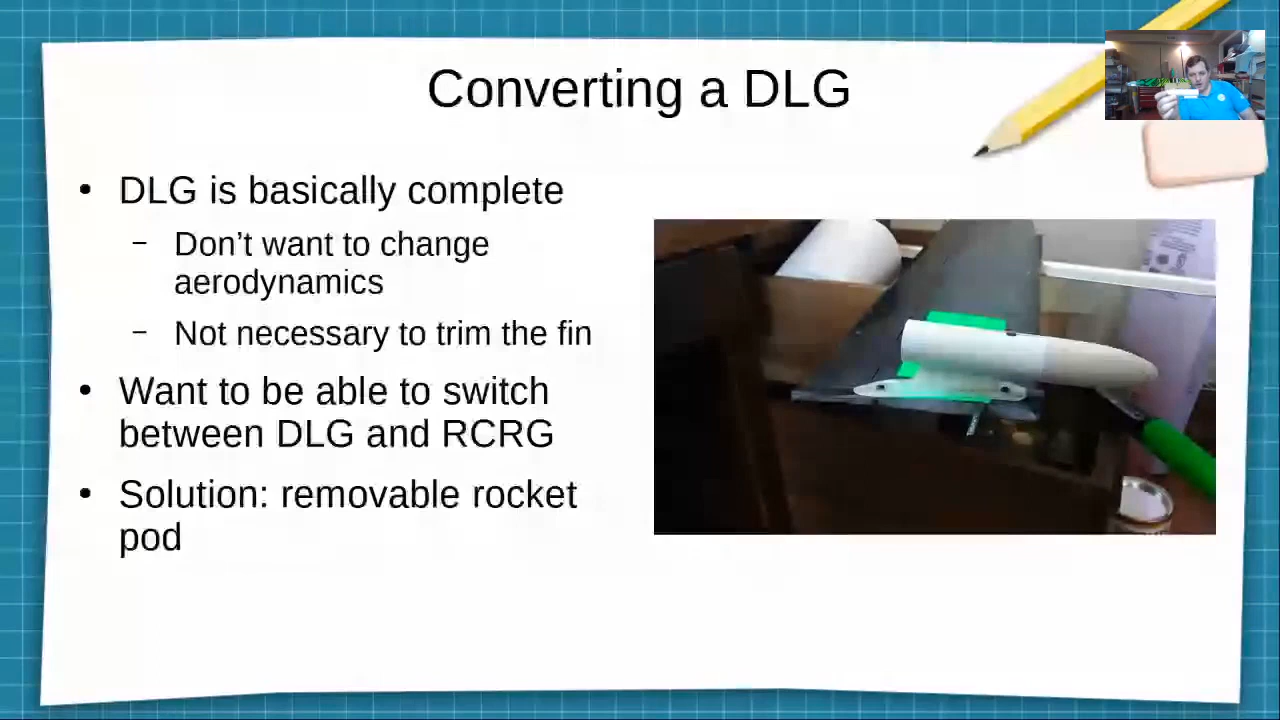 Converting a DLG
• DLG is basically complete
– Don’t want to change
aerodynamics
– Not necessary to trim the fin
• Want to be able to switch
between DLG and RCRG
• Solution: removable rocket
pod